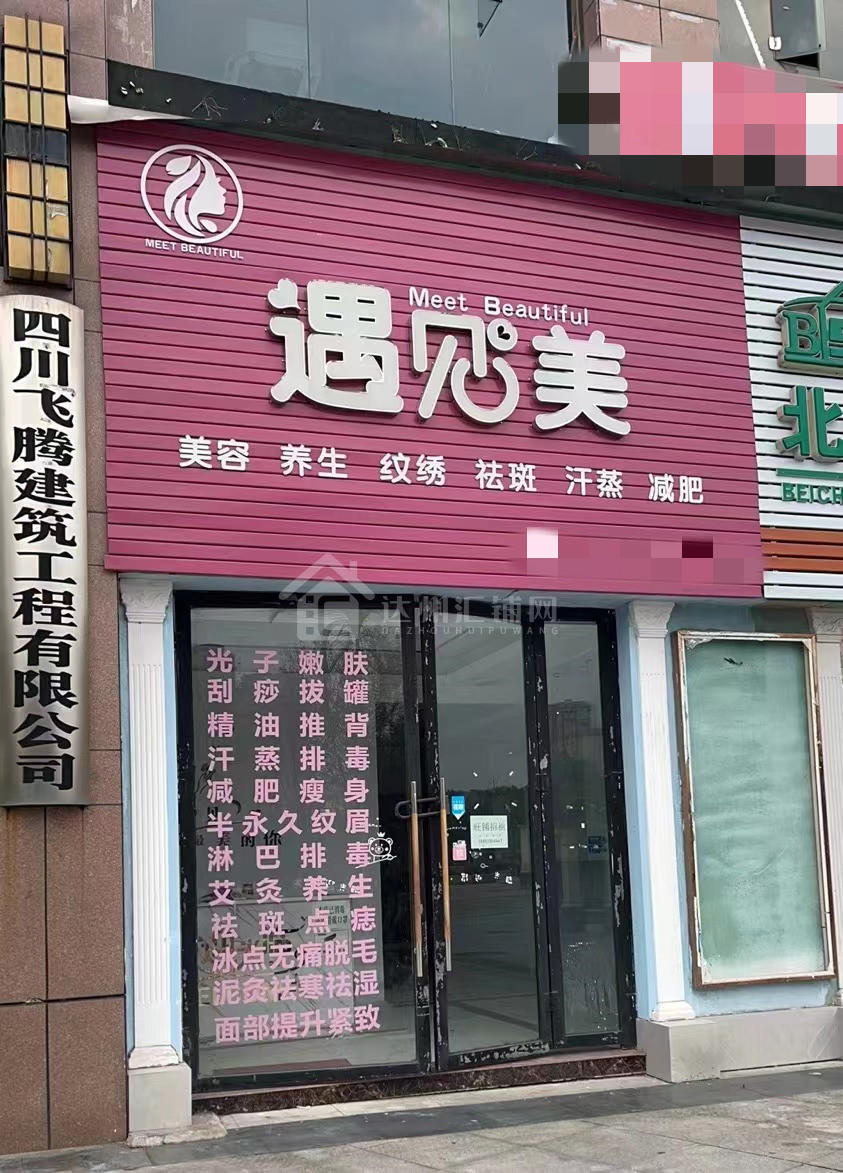 四川飞腾建筑工程有限公司
MEET BEAUTIFUL
Meet Beautiful
遇见美
美容 养生 纹绣 祛斑 汗蒸 减肥
北
BEICH
达州汇铺网
DAZHOUHUIPUWANG
光子嫩肤
刮痧拔罐
精油推背
汗蒸排毒
减肥瘦身
半永久纹眉
淋巴排毒
艾灸养生
祛斑点痣
冰点无痛脱毛
泥灸祛寒祛湿
面部提升紧致
的你
旺铺招租